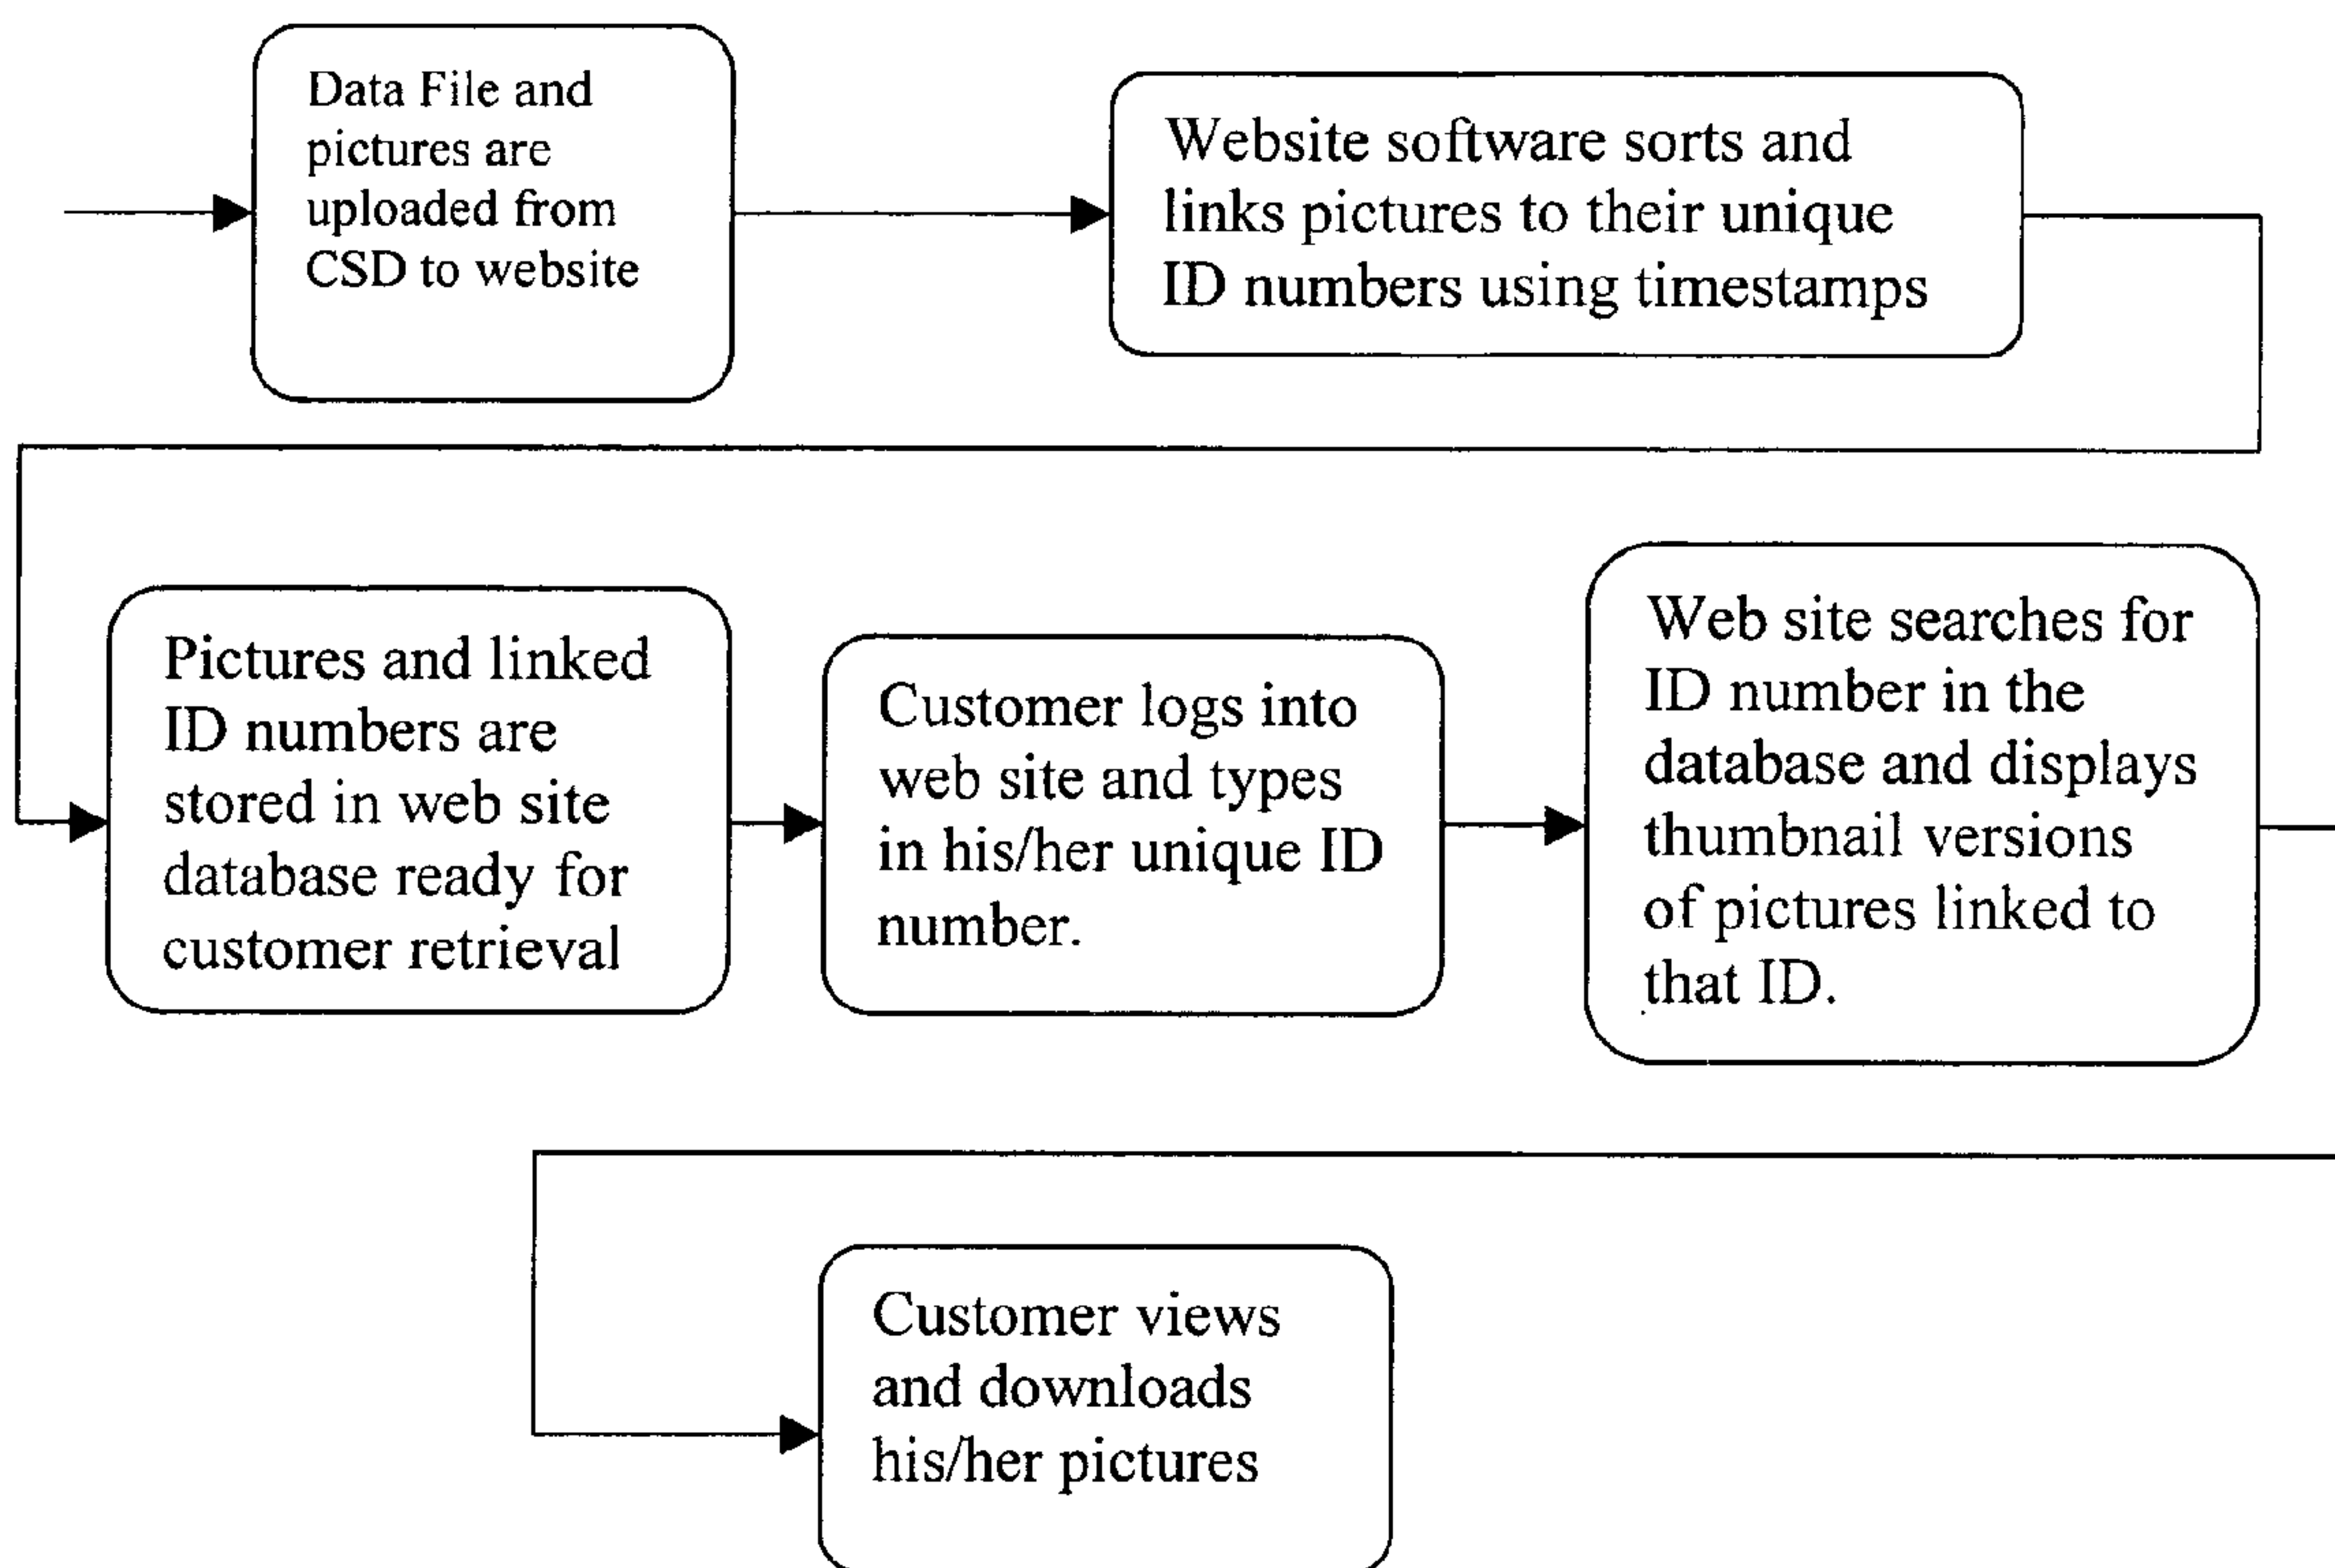 Data File and
pictures are
uploaded from
CSD to website
Website software sorts and
links pictures to their unique
ID numbers using timestamps
Pictures and linked
ID numbers are
stored in web site
database ready for
customer retrieval
Customer logs into
web site and types
in his/her unique ID
number.
Web site searches for
ID number in the
database and displays
thumbnail versions
of pictures linked to
that ID.
Customer views
and downloads
his/her pictures